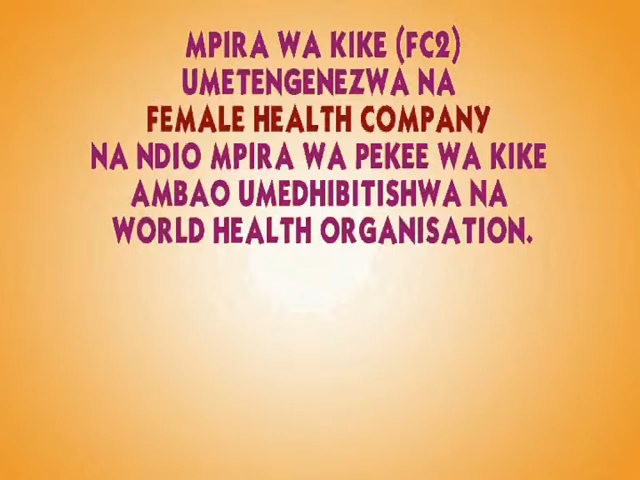 MPIRA WA KIKE (FC2)
UMETENGENEZWA NA
FEMALE HEALTH COMPANY
NA NDIO MPIRA WA PEKEE WA KIKE
AMBAO UMEDHIBITISHWA NA
WORLD HEALTH ORGANISATION.